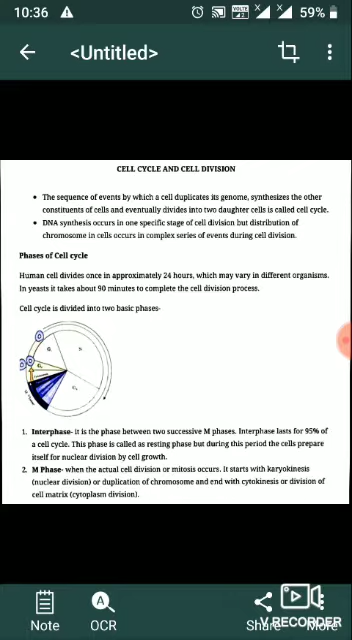 10:36
VOLTE
59%
<Untitled>
CELL CYCLE AND CELL DIVISION
• The sequence of events by which a cell duplicates its genome, synthesizes the other
constituents of cells and eventually divides into two daughter cells is called cell cycle.
• DNA synthesis occurs in one specific stage of cell division but distribution of
chromosome in cells occurs in complex series of events during cell division.
Phases of Cell cycle
Human cell divides once in approximately 24 hours, which may vary in different organisms.
In yeasts it takes about 90 minutes to complete the cell division process.
Cell cycle is divided into two basic phases-
1. Interphase- it is the phase between two successive M phases. Interphase lasts for 95% of
a cell cycle. This phase is called as resting phase but during this period the cells prepare
itself for nuclear division by cell growth.
2. M Phase- when the actual cell division or mitosis occurs. It starts with karyokinesis
(nuclear division) or duplication of chromosome and end with cytokinesis or division of
cell matrix (cytoplasm division).
Note
OCR
Share
More
V RECORDER